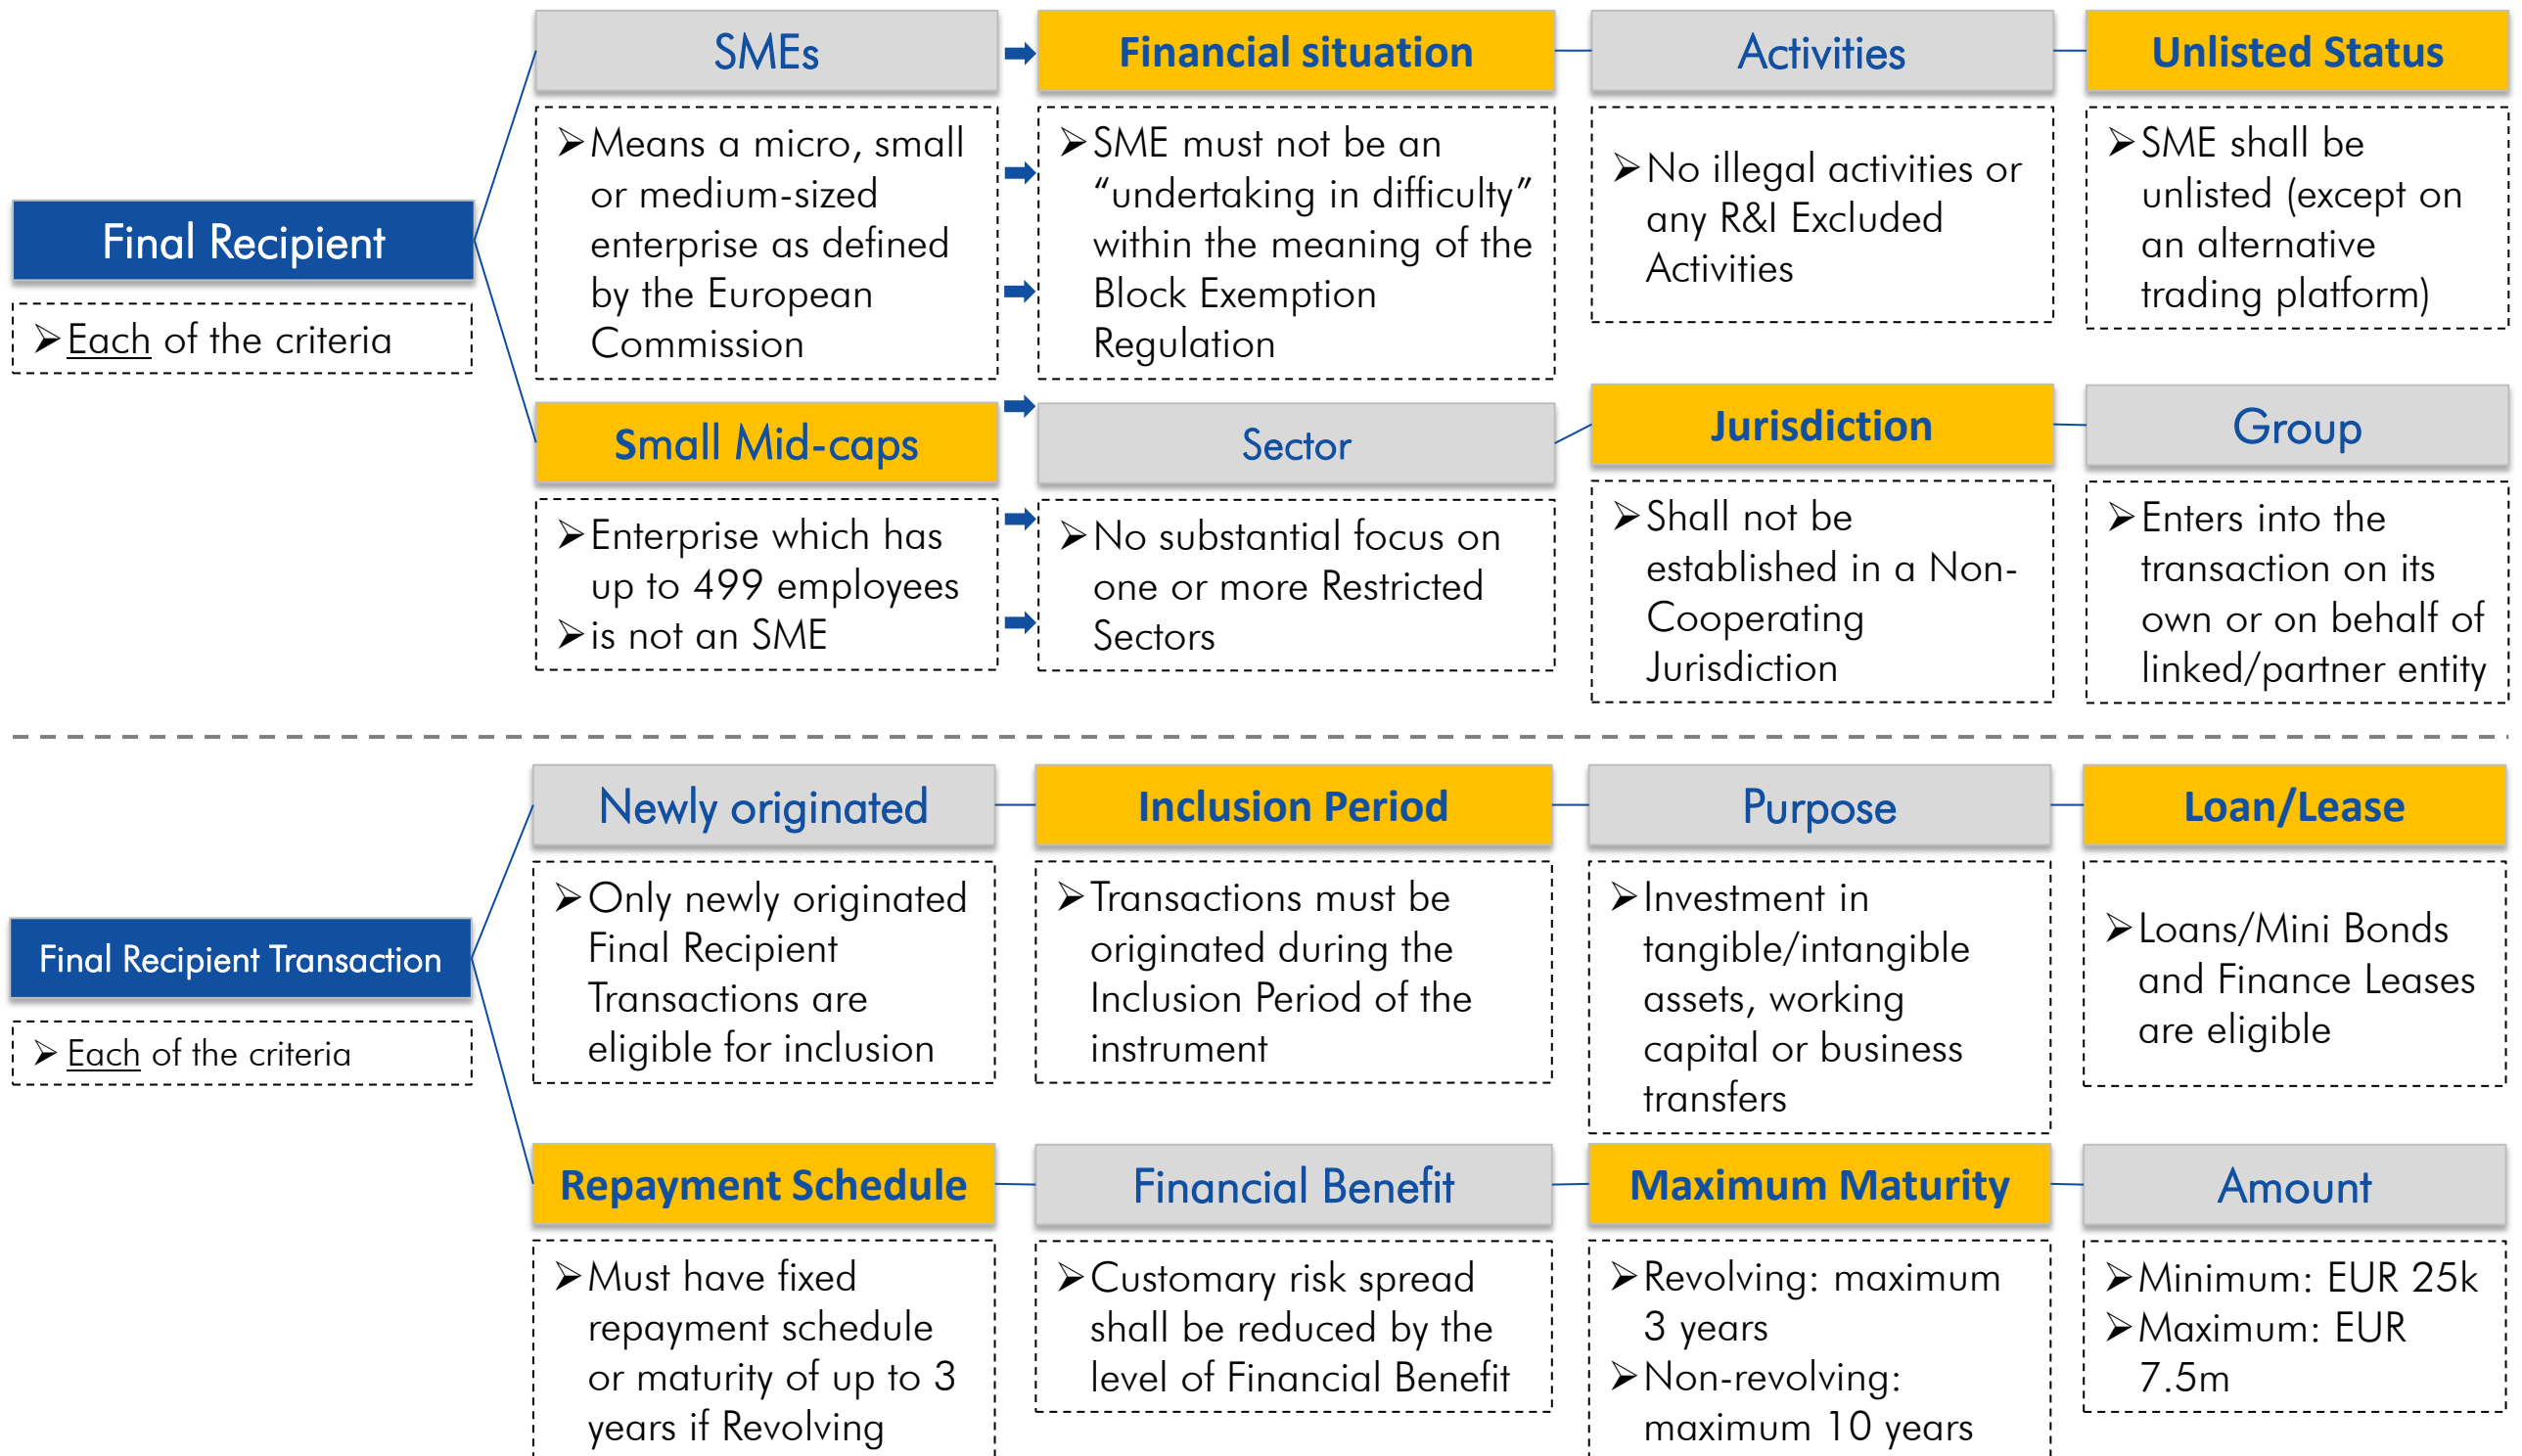 Final Recipient
➢Each of the criteria
SMEs
➢Means a micro, small
or medium-sized
enterprise as defined
by the European
Commission
Small Mid-caps
➢Enterprise which has
up to 499 employees
➢is not an SME
Financial situation
➢SME must not be an
“undertaking in difficulty”
within the meaning of the
Block Exemption
Regulation
Sector
➢No substantial focus on
one or more Restricted
Sectors
Activities
➢No illegal activities or
any R&I Excluded
Activities
Jurisdiction
➢Shall not be
established in a Non-
Cooperating
Jurisdiction
Unlisted Status
➢SME shall be
unlisted (except on
an alternative
trading platform)
Group
➢Enters into the
transaction on its
own or on behalf of
linked/partner entity
Final Recipient Transaction
➢Each of the criteria
Newly originated
➢Only newly originated
Final Recipient
Transactions are
eligible for inclusion
Inclusion Period
➢Transactions must be
originated during the
Inclusion Period of the
instrument
Purpose
➢Investment in
tangible/intangible
assets, working
capital or business
transfers
Loan/Lease
➢Loans/Mini Bonds
and Finance Leases
are eligible
Repayment Schedule
➢Must have fixed
repayment schedule
or maturity of up to 3
years if Revolving
Financial Benefit
➢Customary risk spread
shall be reduced by the
level of Financial Benefit
Maximum Maturity
➢Revolving: maximum
3 years
➢Non-revolving:
maximum 10 years
Amount
➢Minimum: EUR 25k
➢Maximum: EUR
7.5m